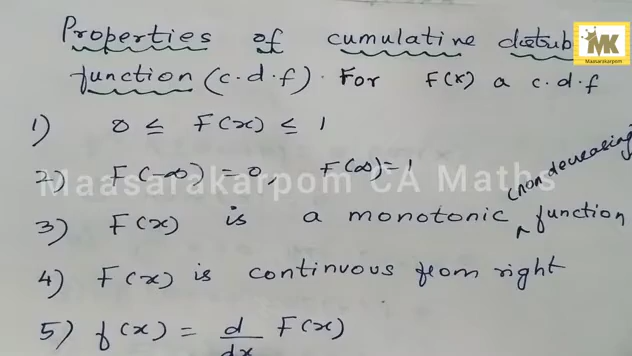 Properties of cumulative distub
MK
Maasarakarpom
function (c.d.f). For F(x) a c.d.f
1) 0 ≤ F(x) ≤ 1
2) F(-∞) = 0, F(∞) = 1
Maasarakarpom CA Maths
(non decreasing
3) F(x) is a monotonic ^ function
4) F(x) is continuous from right
5) f(x) = d/dx F(x)